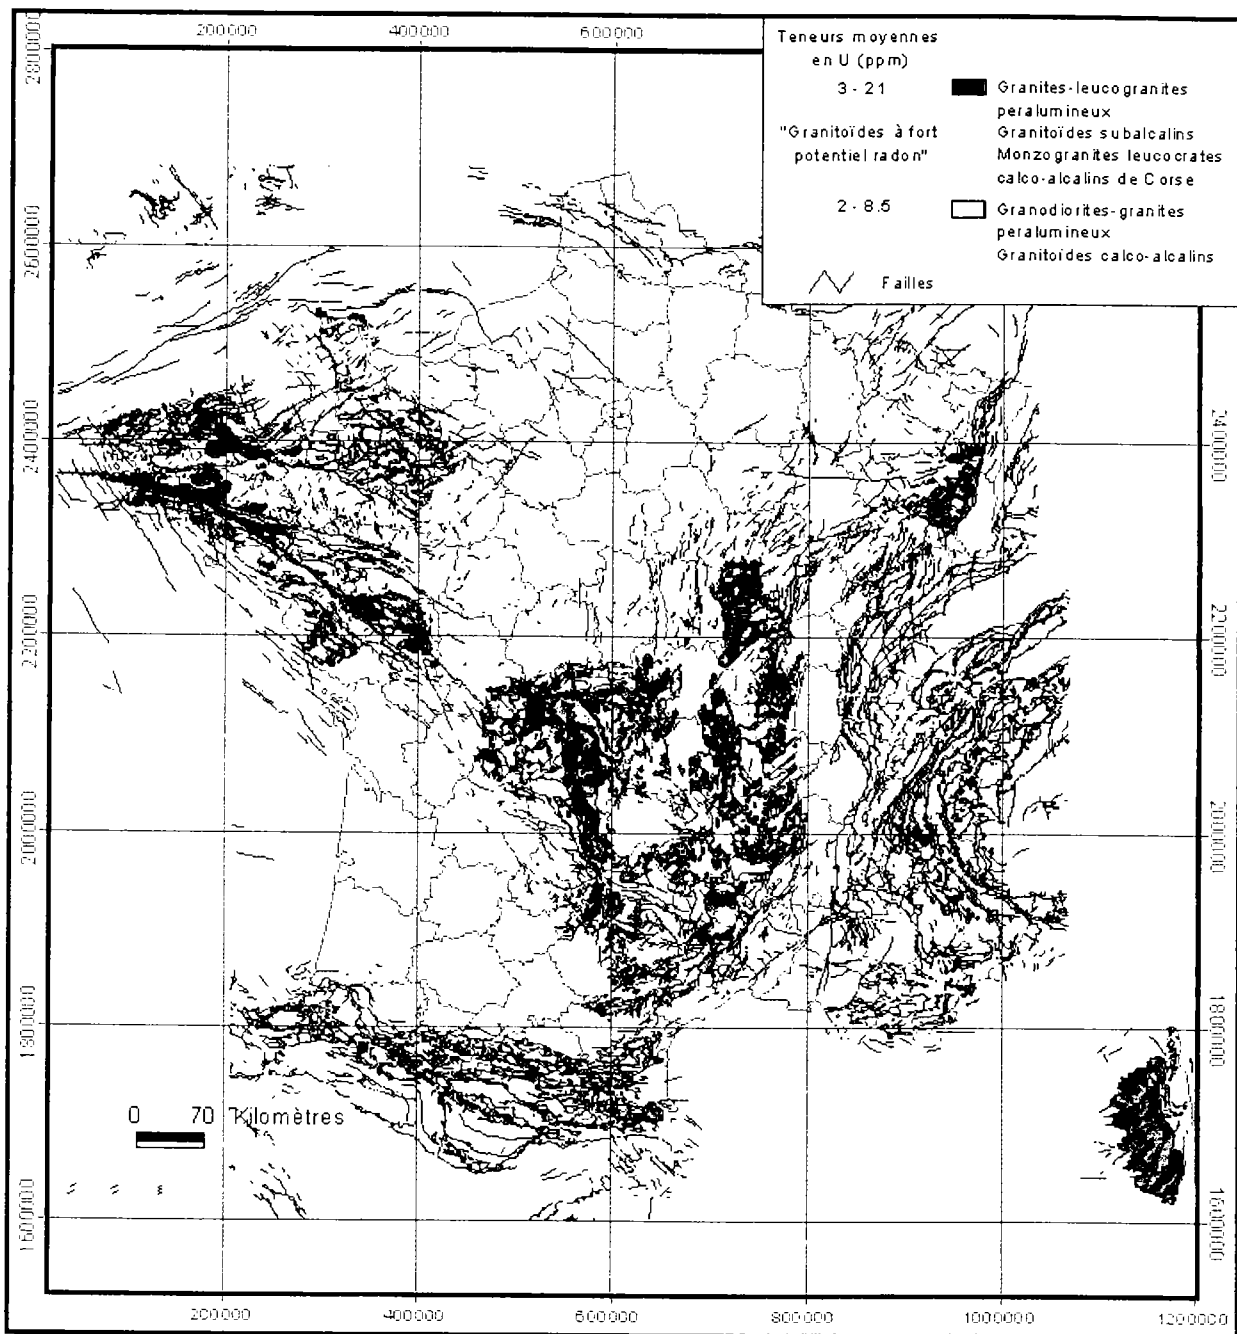 200000 400000 600000
Teneurs moyennes
en U (ppm)
3 - 21
Granites-leucogranites
peralumineux
"Granitoïdes à fort
potentiel radon"
Granitoïdes subalcalins
Monzogranites leucocrates
calco-alcalins de Corse
2 - 8.5
Granodiorites-granites
peralumineux
Granitoïdes calco-alcalins
Failles
2800000
2600000
2400000
2200000
2000000
1800000
1600000
2400000
2200000
2000000
1800000
1600000
0 70 Kilomètres
200000 400000 600000 800000 1000000 1200000